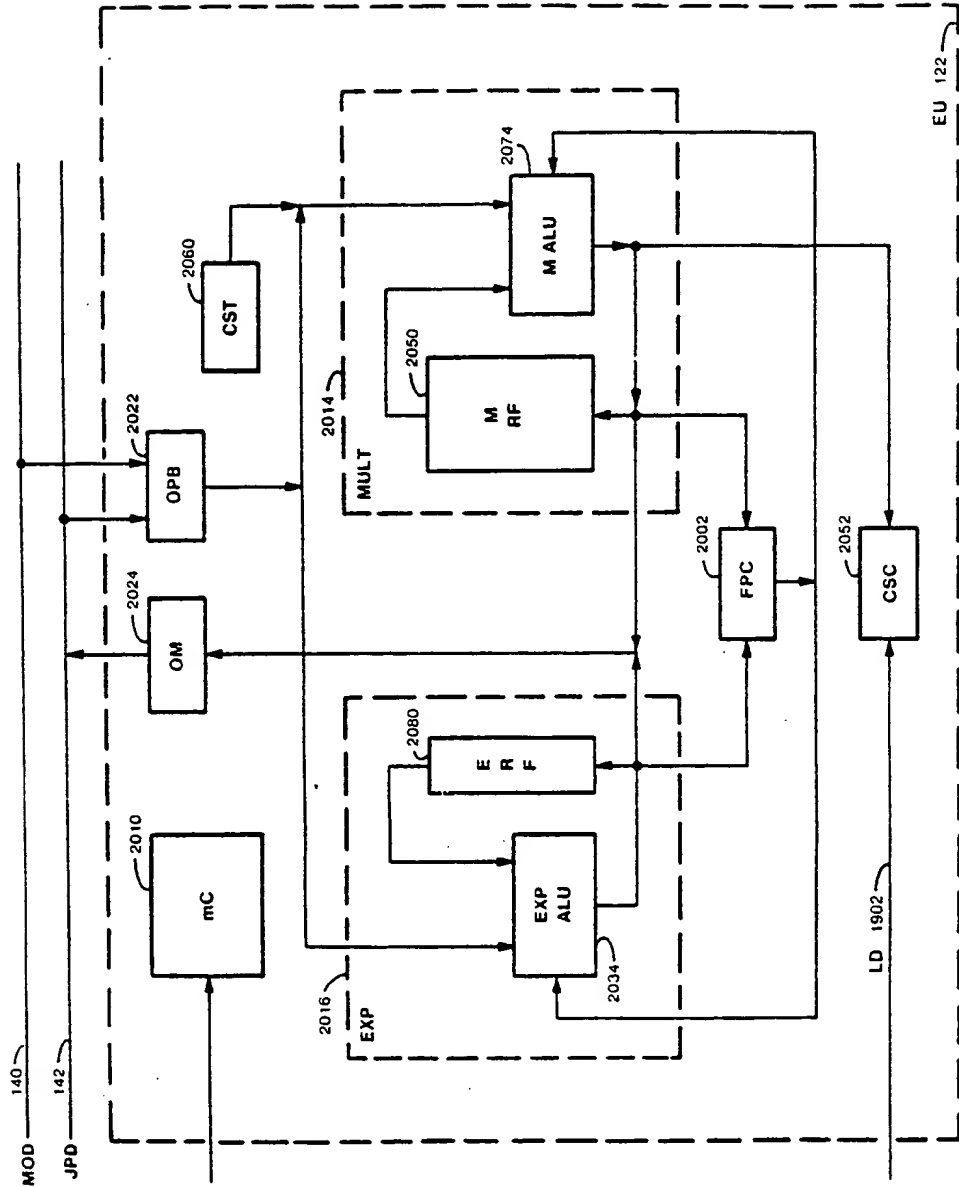 MOD
140
JPD
142
2010
mC
2024
OM
2022
OPB
2060
CST
2016
EXP
EXP
ALU
2034
2080
E
R
F
2014
MULT
2050
M
RF
M ALU
2074
2002
FPC
LD 1902
2052
CSC
EU 122